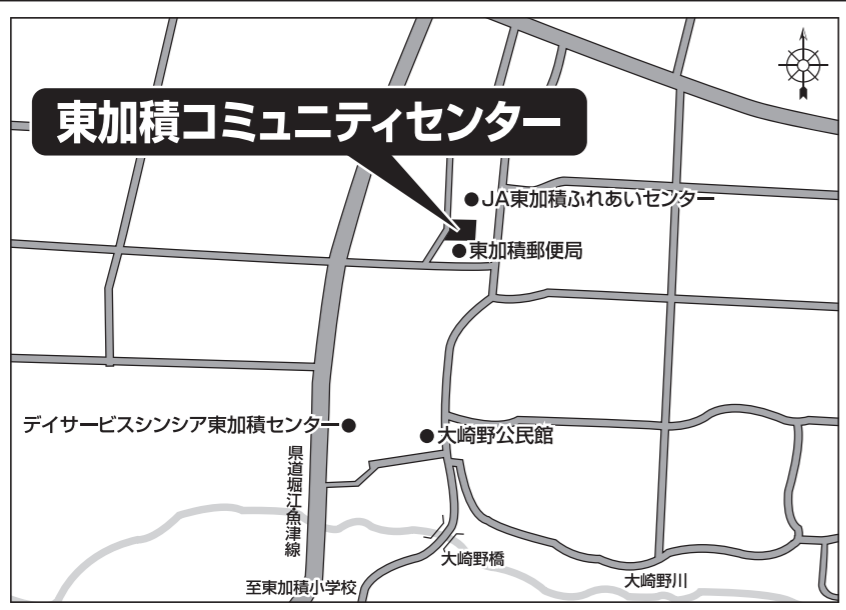 東加積コミュニティセンター
JA東加積ふれあいセンター
東加積郵便局
デイサービスシンシア東加積センター
大崎野公民館
県道堀江魚津線
大崎野橋
大崎野川
至東加積小学校